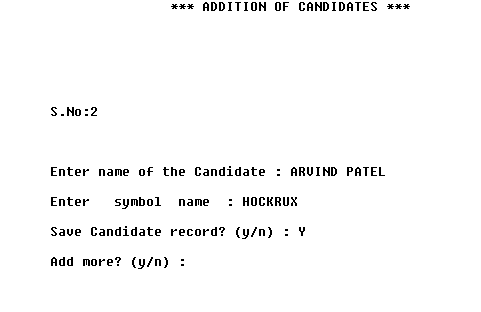 *** ADDITION OF CANDIDATES ***
S.No:2
Enter name of the Candidate : ARVIND PATEL
Enter   symbol  name  : HOCKRUX
Save Candidate record? (y/n) : Y
Add more? (y/n) :